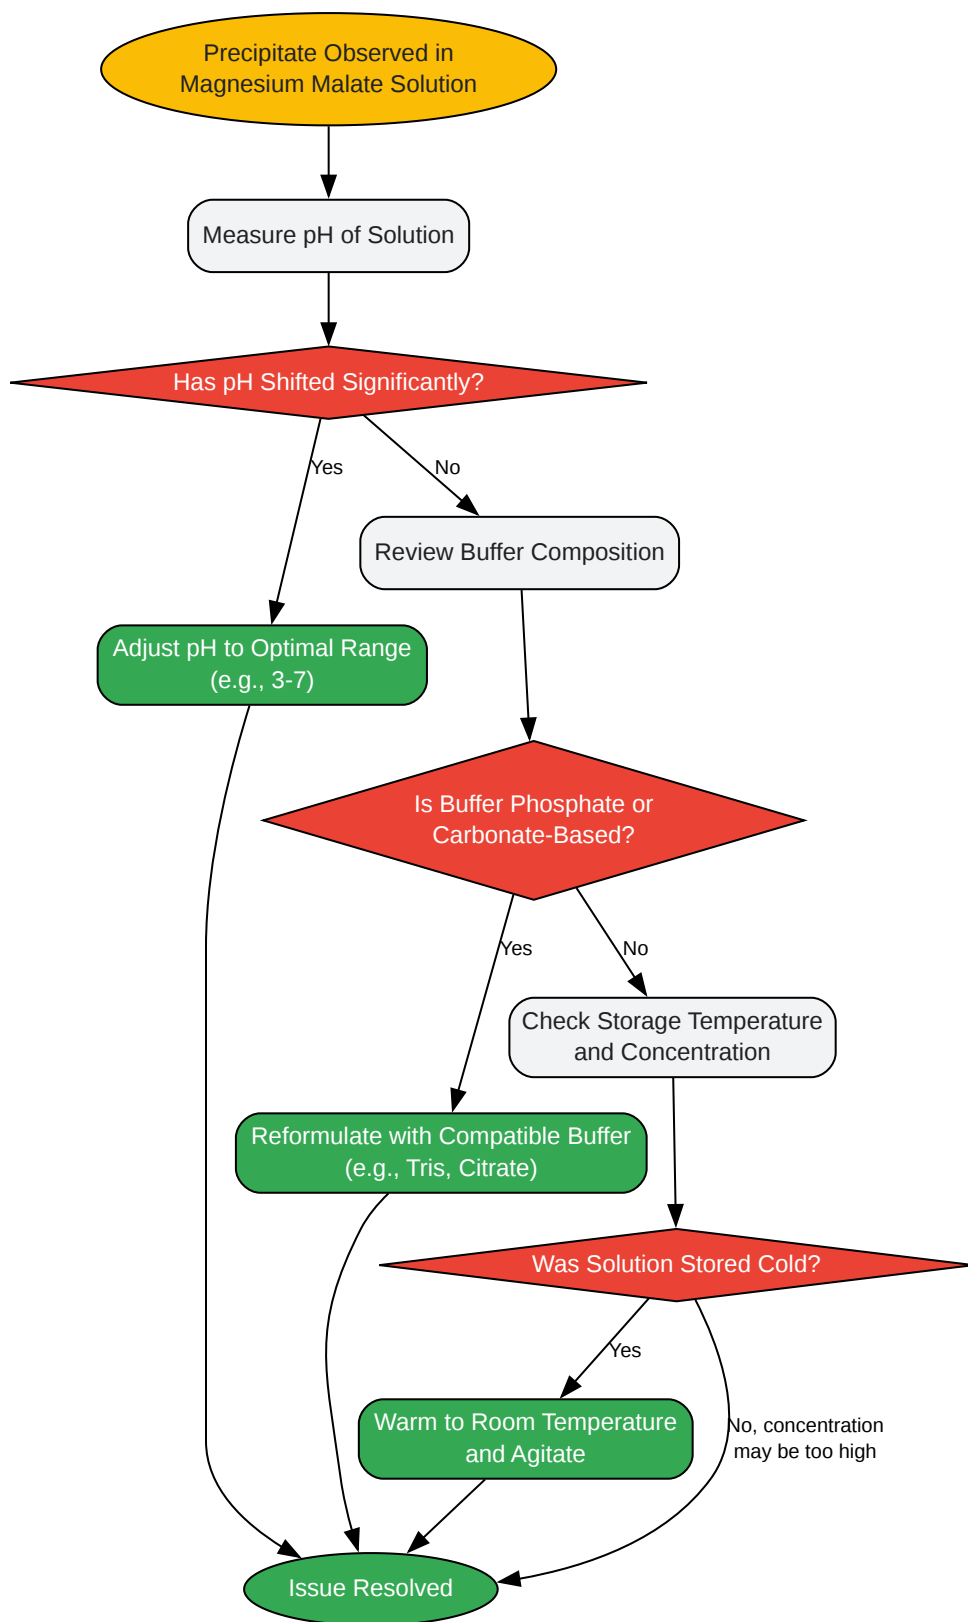 Precipitate Observed in
Magnesium Malate Solution
Measure pH of Solution
Has pH Shifted Significantly?
Yes
No
Review Buffer Composition
Adjust pH to Optimal Range
(e.g., 3-7)
Is Buffer Phosphate or
Carbonate-Based?
Yes
No
Check Storage Temperature
and Concentration
Reformulate with Compatible Buffer
(e.g., Tris, Citrate)
Was Solution Stored Cold?
Yes
No, concentration
may be too high
Warm to Room Temperature
and Agitate
Issue Resolved